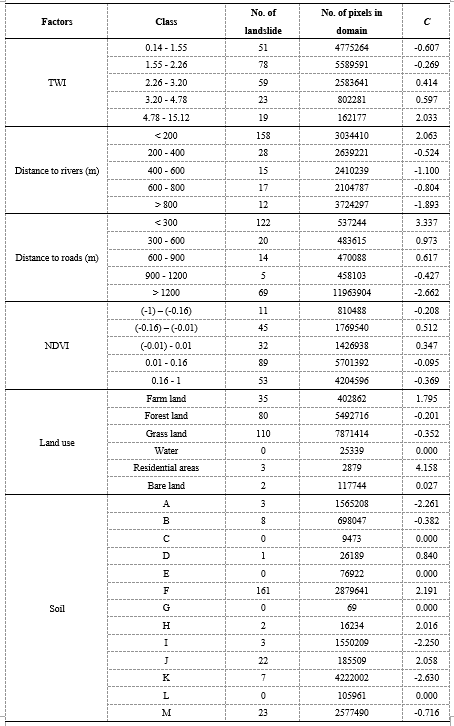 Factors Class No. of landslide No. of pixels in domain C
TWI
0.14 - 1.55 51 4775264 -0.607
1.55 - 2.26 78 5589591 -0.269
2.26 - 3.20 59 2583641 0.414
3.20 - 4.78 23 802281 0.597
4.78 - 15.12 19 162177 2.033
Distance to rivers (m)
< 200 158 3034410 2.063
200 - 400 28 2639221 -0.524
400 - 600 15 2410239 -1.100
600 - 800 17 2104787 -0.804
> 800 12 3724297 -1.893
Distance to roads (m)
< 300 122 537244 3.337
300 - 600 20 483615 0.973
600 - 900 14 470088 0.617
900 - 1200 5 458103 -0.427
> 1200 69 11963904 -2.662
NDVI
(-1) – (-0.16) 11 810488 -0.208
(-0.16) – (-0.01) 45 1769540 0.512
(-0.01) - 0.01 32 1426938 0.347
0.01 - 0.16 89 5701392 -0.095
0.16 - 1 53 4204596 -0.369
Land use
Farm land 35 402862 1.795
Forest land 80 5492716 -0.201
Grass land 110 7871414 -0.352
Water 0 25339 0.000
Residential areas 3 2879 4.158
Bare land 2 117744 0.027
Soil
A 3 1565208 -2.261
B 8 698047 -0.382
C 0 9473 0.000
D 1 26189 0.840
E 0 76922 0.000
F 161 2879641 2.191
G 0 69 0.000
H 2 16234 2.016
I 3 1550209 -2.250
J 22 185509 2.058
K 7 4222002 -2.630
L 0 105961 0.000
M 23 2577490 -0.716